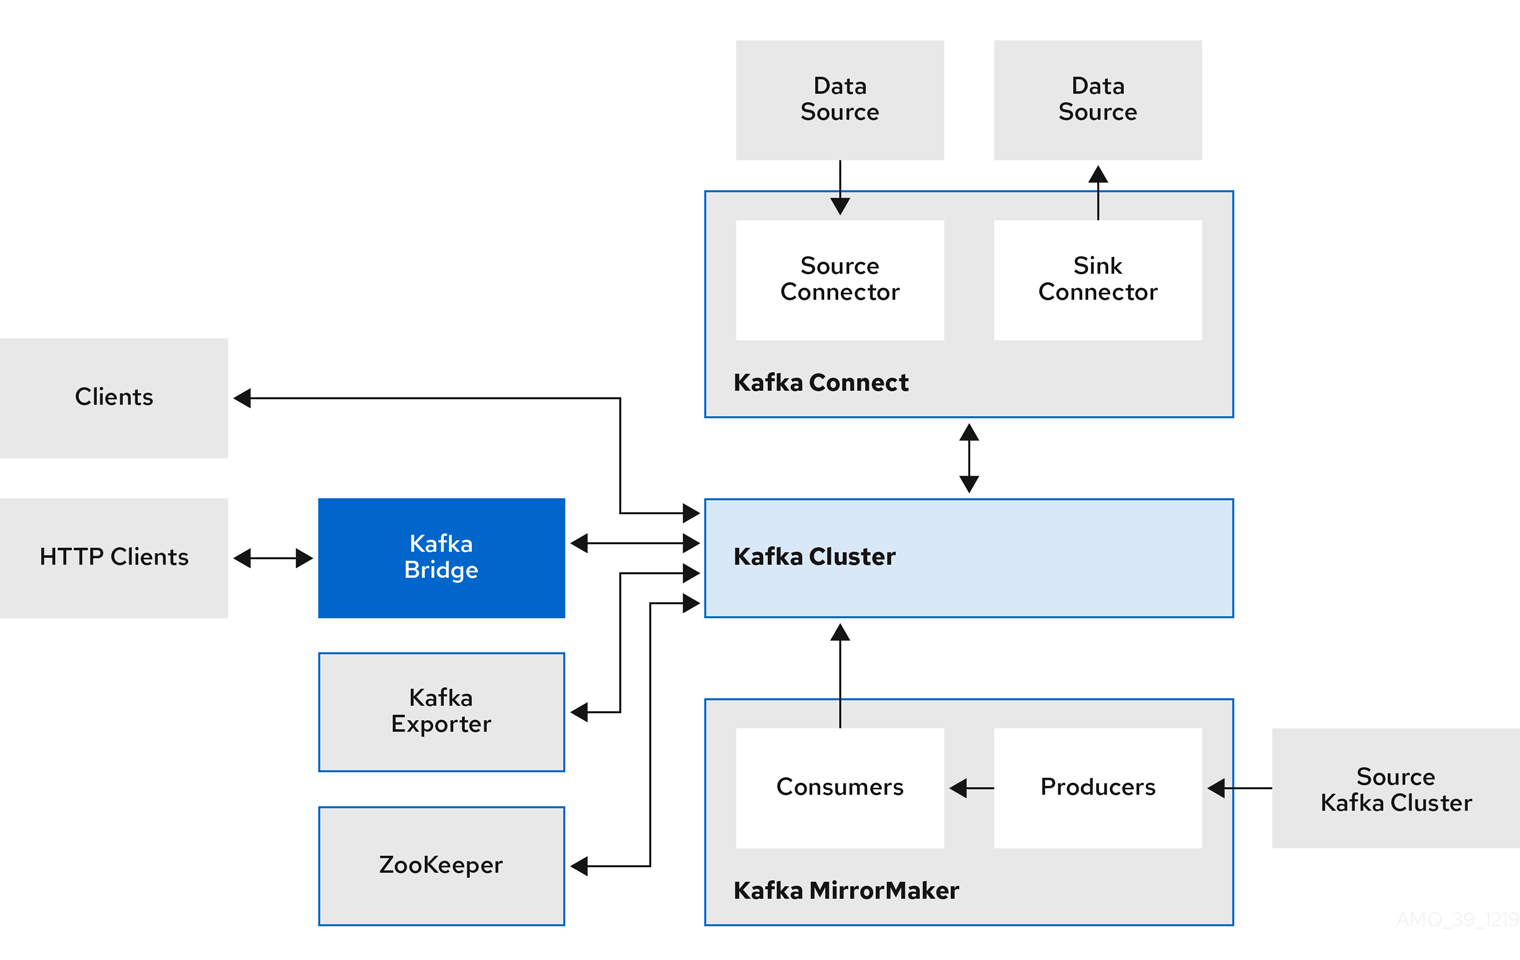 Data
Source
Data
Source
Source
Connector
Sink
Connector
Kafka Connect
Clients
HTTP Clients
Kafka
Bridge
Kafka Cluster
Kafka
Exporter
Consumers
Producers
Source
Kafka Cluster
ZooKeeper
Kafka MirrorMaker
AMQ_39_1219